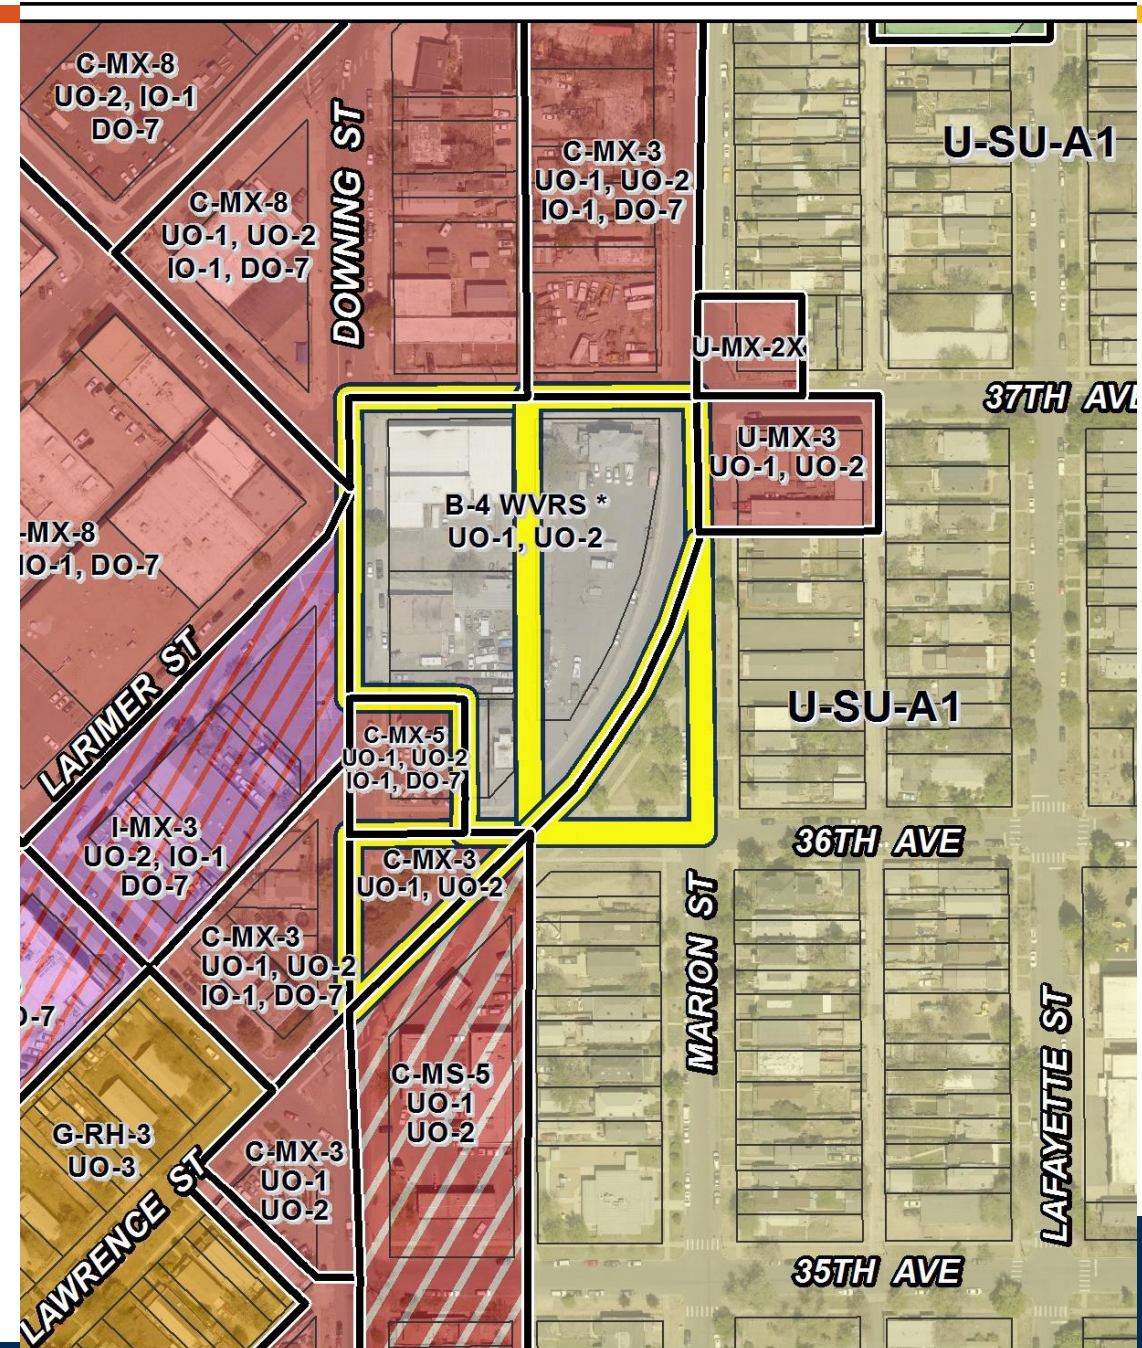 C-MX-8
UO-2, IO-1
DO-7
DOWNING ST
C-MX-3
UO-1, UO-2
IO-1, DO-7
U-SU-A1
C-MX-8
UO-1, UO-2
IO-1, DO-7
U-MX-2X
37TH AVE
U-MX-3
UO-1, UO-2
B-4 WVRS *
UO-1, UO-2
-MX-8
IO-1, DO-7
LARIMER ST
U-SU-A1
C-MX-5
UO-1, UO-2
IO-1, DO-7
I-MX-3
UO-2, IO-1
DO-7
36TH AVE
C-MX-3
UO-1, UO-2
MARION ST
C-MX-3
UO-1, UO-2
IO-1, DO-7
O-7
LAFAYETTE ST
C-MS-5
UO-1
UO-2
G-RH-3
UO-3
C-MX-3
UO-1
UO-2
LAWRENCE ST
35TH AVE